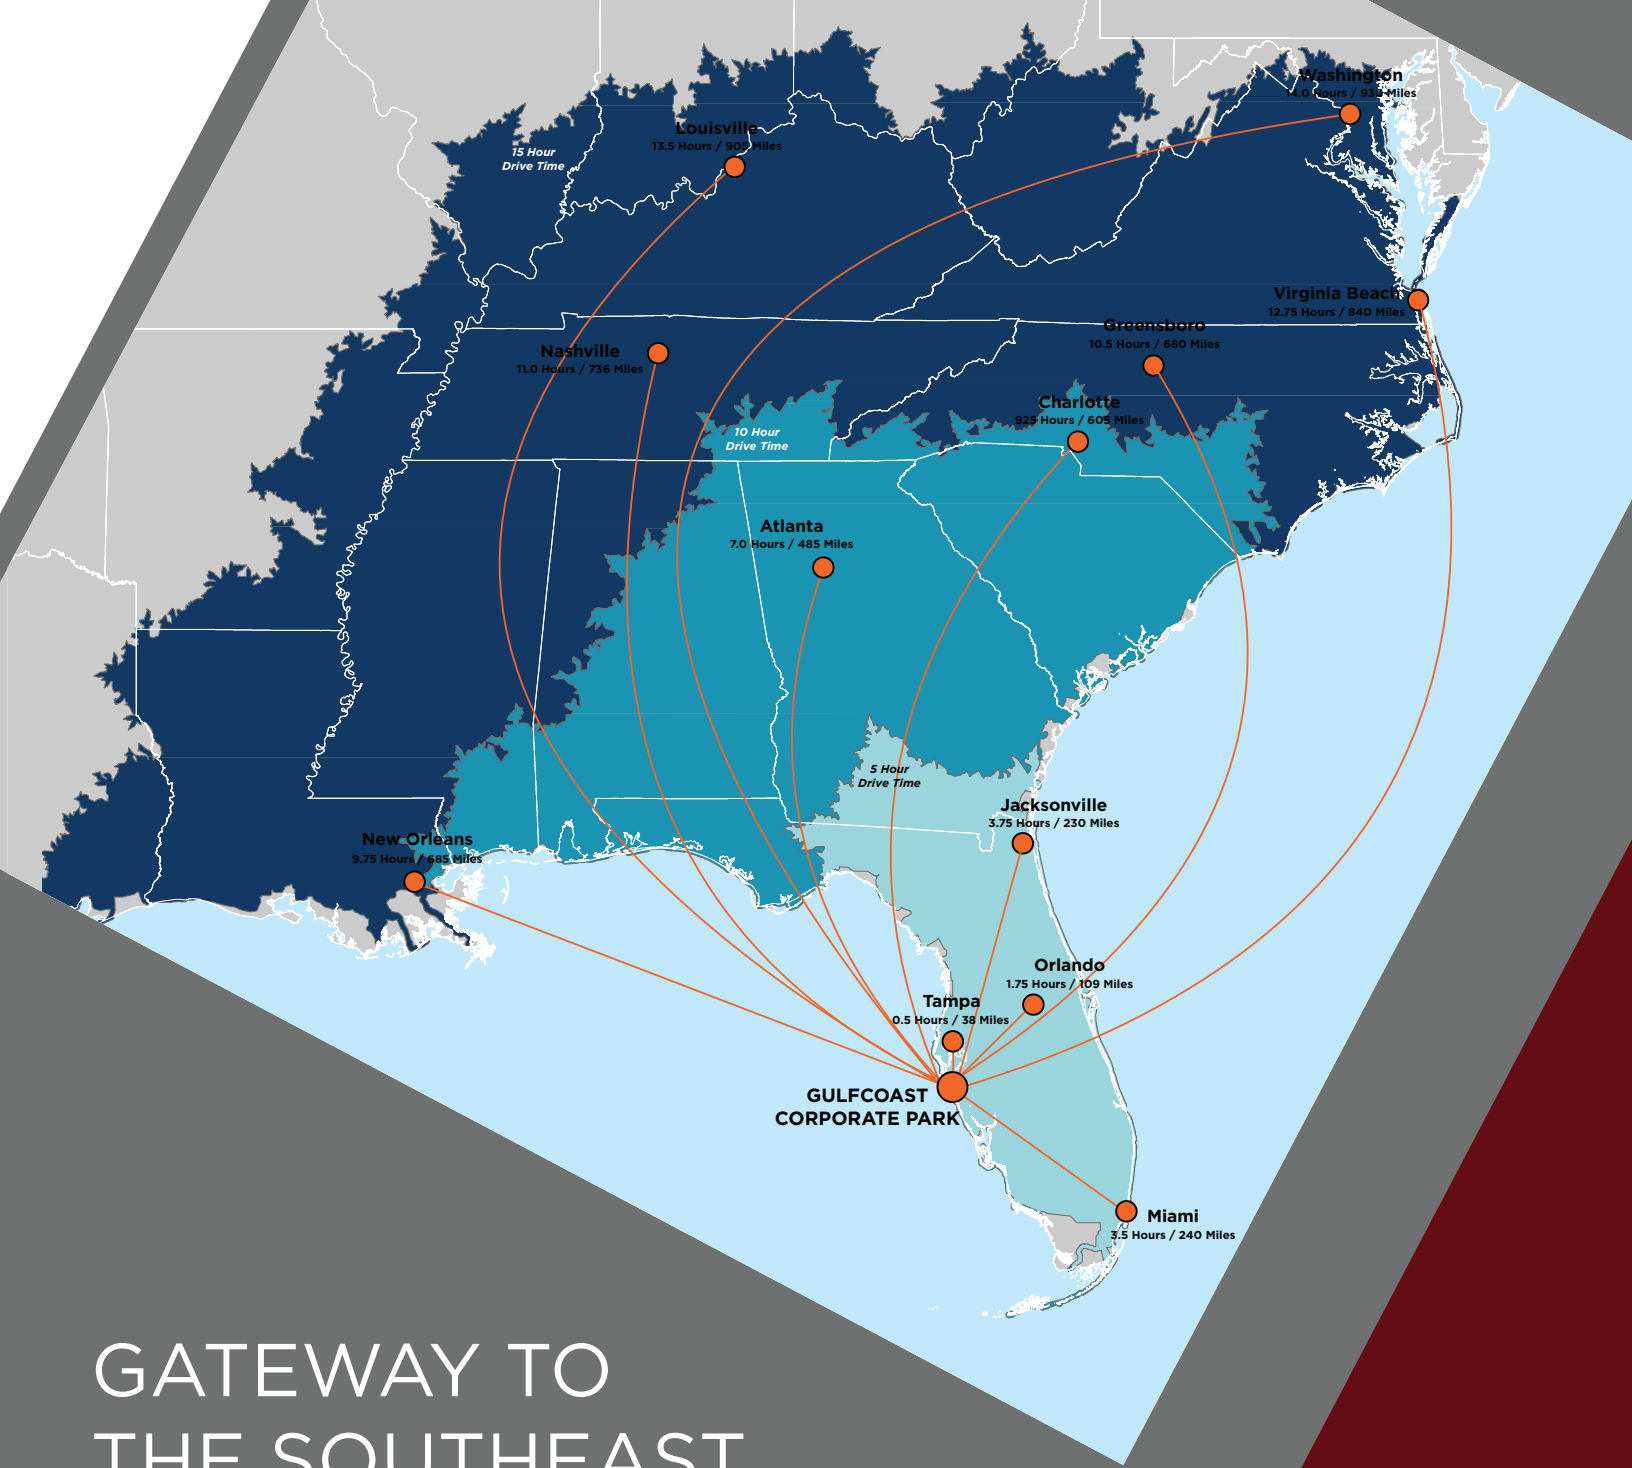 Washington
14.0 Hours / 930 Miles
Louisville
13.5 Hours / 905 Miles
15 Hour
Drive Time
Virginia Beach
12.75 Hours / 840 Miles
Greensboro
10.5 Hours / 680 Miles
Nashville
11.0 Hours / 736 Miles
Charlotte
925 Hours / 605 Miles
10 Hour
Drive Time
Atlanta
7.0 Hours / 485 Miles
5 Hour
Drive Time
Jacksonville
3.75 Hours / 230 Miles
New Orleans
9.75 Hours / 685 Miles
Orlando
1.75 Hours / 109 Miles
Tampa
0.5 Hours / 38 Miles
GULFCOAST
CORPORATE PARK
Miami
3.5 Hours / 240 Miles
GATEWAY TO
THE SOUTHEAST